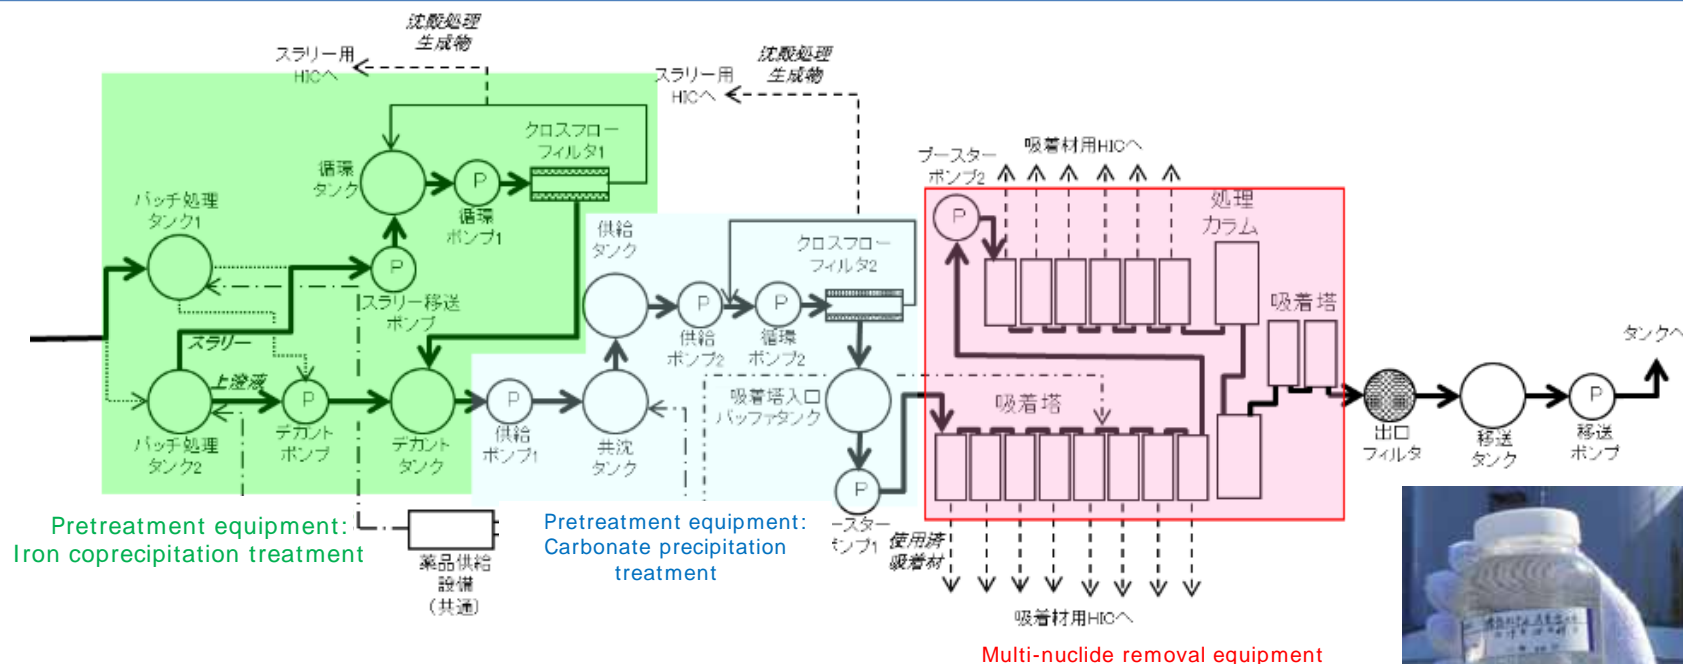 沈殿処理
生成物
スラリー用
HICへ
沈殿処理
生成物
スラリー用
HICへ
クロスフロー
フィルタ1
循環
タンク
P
循環
ポンプ1
バッチ処理
タンク1
P
スラリー移送
ポンプ
スラリー
上澄液
バッチ処理
タンク2
P
デカント
ポンプ
デカント
タンク
供給
タンク
クロスフロー
フィルタ2
P
供給
ポンプ2
P
循環
ポンプ2
P
供給
ポンプ1
共沈
タンク
吸着塔入口
バッファタンク
P
ースター
ンプ1
ブースター
ポンプ2
P
吸着材用HICへ
処理
カラム
吸着塔
吸着塔
使用済
吸着材
吸着材用HICへ
出口
フィルタ
移送
タンク
P
移送
ポンプ
タンクへ
Pretreatment equipment:
Iron coprecipitation treatment
薬品供給
設備
(共通)
Pretreatment equipment:
Carbonate precipitation
treatment
Multi-nuclide removal equipment